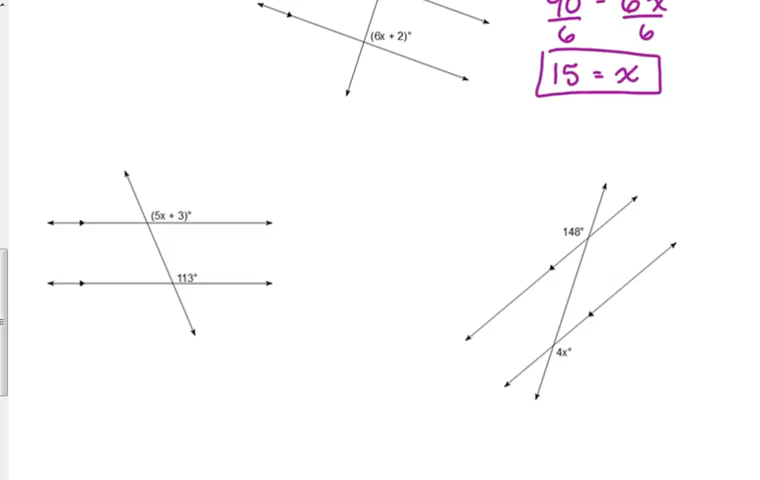 90 = 6x
6 6
(6x + 2)°
15 = x
(5x + 3)°
113°
148°
4x°